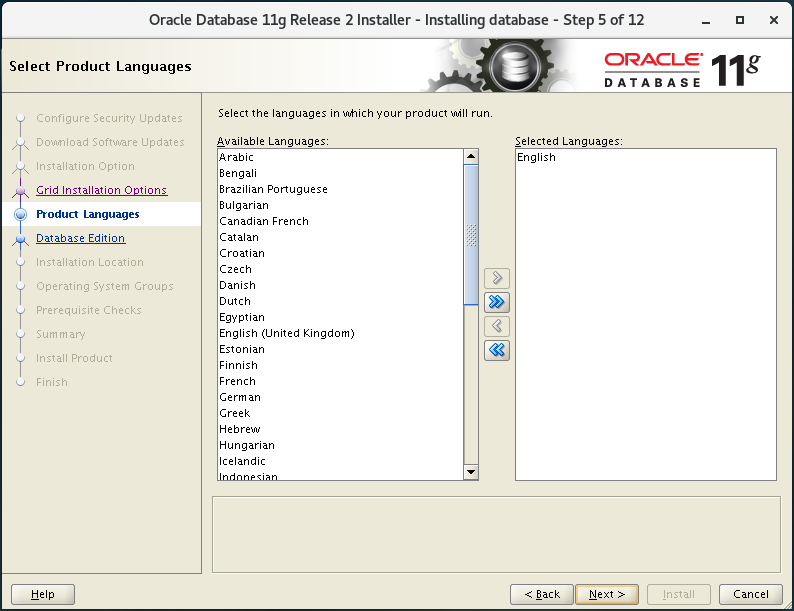 Oracle Database 11g Release 2 Installer - Installing database - Step 5 of 12
Select Product Languages
ORACLE
DATABASE
11g
Configure Security Updates
Download Software Updates
Installation Option
Grid Installation Options
Product Languages
Database Edition
Installation Location
Operating System Groups
Prerequisite Checks
Summary
Install Product
Finish
Select the languages in which your product will run.
Available Languages:
Arabic
Bengali
Brazilian Portuguese
Bulgarian
Canadian French
Catalan
Croatian
Czech
Danish
Dutch
Egyptian
English (United Kingdom)
Estonian
Finnish
French
German
Greek
Hebrew
Hungarian
Icelandic
Indonesian
Selected Languages:
English
Help
< Back
Next >
Install
Cancel